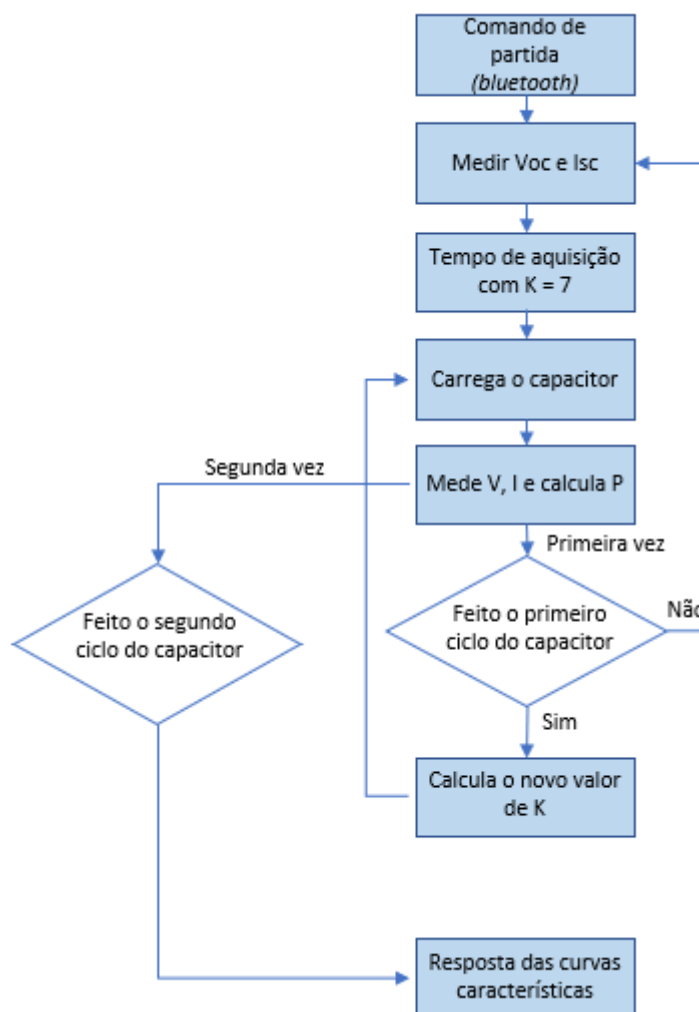 Comando de
partida
(bluetooth)
Medir Voc e Isc
Tempo de aquisição
com K = 7
Carrega o capacitor
Segunda vez
Mede V, I e calcula P
Primeira vez
Feito o segundo
ciclo do capacitor
Feito o primeiro
ciclo do capacitor
Não
Sim
Calcula o novo valor
de K
Resposta das curvas
características